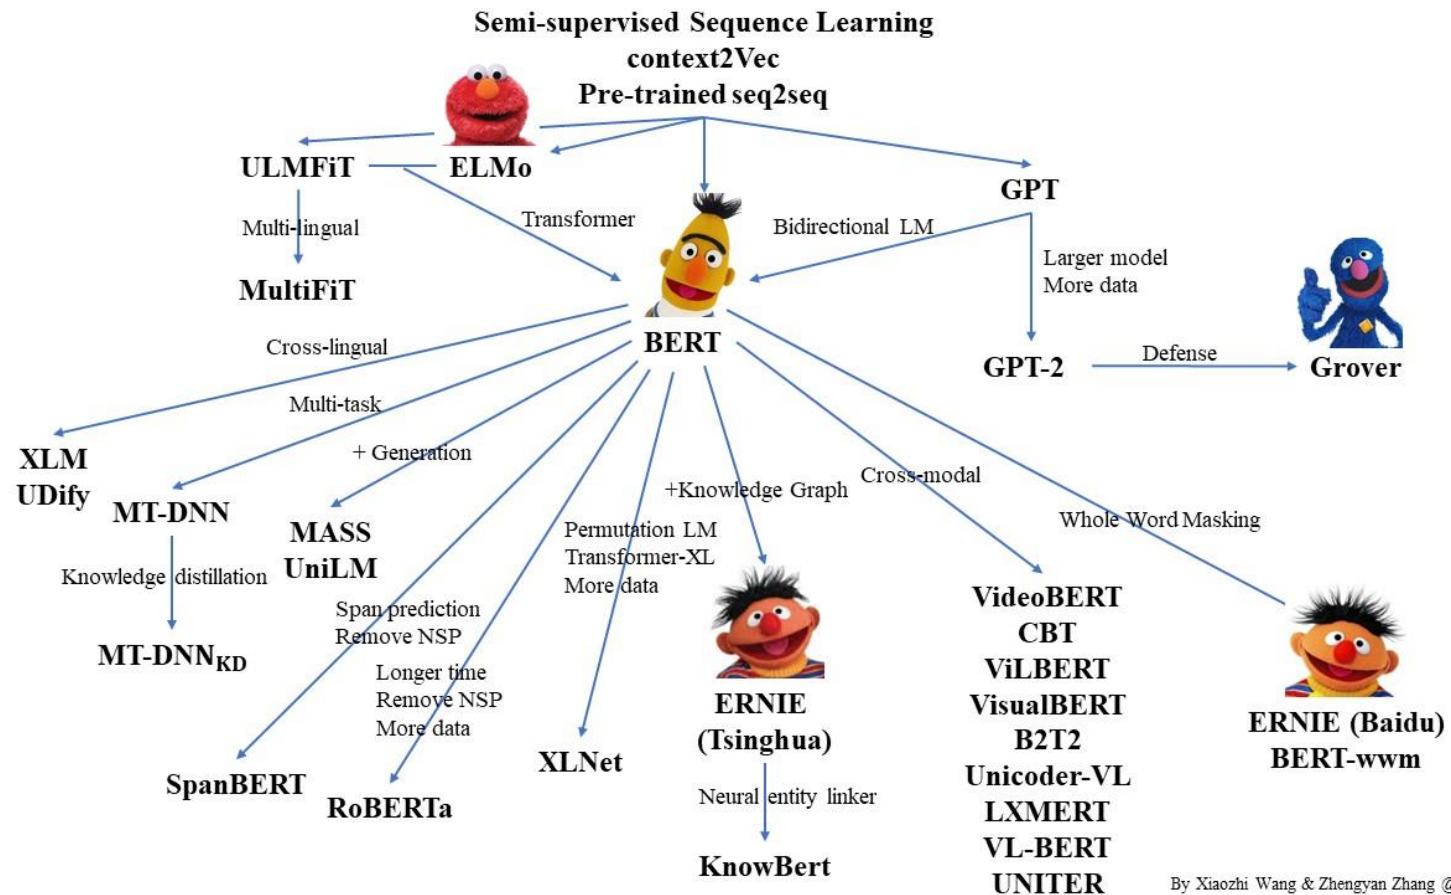 Semi-supervised Sequence Learning
context2Vec
Pre-trained seq2seq
ULMFiT
ELMo
GPT
Multi-lingual
Transformer
Bidirectional LM
Larger model
More data
MultiFiT
BERT
GPT-2
Defense
Grover
Cross-lingual
Multi-task
+ Generation
+Knowledge Graph
Cross-modal
Whole Word Masking
XLM
UDify
MT-DNN
MASS
UniLM
Permutation LM
Transformer-XL
More data
Knowledge distillation
Span prediction
Remove NSP
MT-DNNKD
Longer time
Remove NSP
More data
SpanBERT
RoBERTa
XLNet
ERNIE
(Tsinghua)
Neural entity linker
KnowBert
VideoBERT
CBT
ViLBERT
VisualBERT
B2T2
Unicoder-VL
LXMERT
VL-BERT
UNITER
ERNIE (Baidu)
BERT-wwm
By Xiaozhi Wang & Zhengyan Zhang @